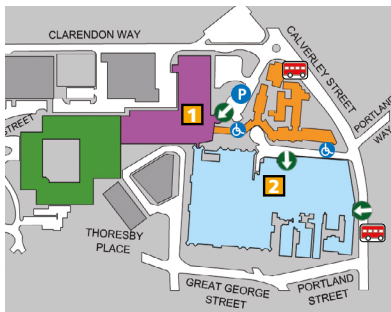 CLARENDON WAY
CALVERLEY STREET
PORTLAND WAY
STREET
P
1
2
THORESBY
PLACE
GREAT GEORGE
STREET
PORTLAND
STREET